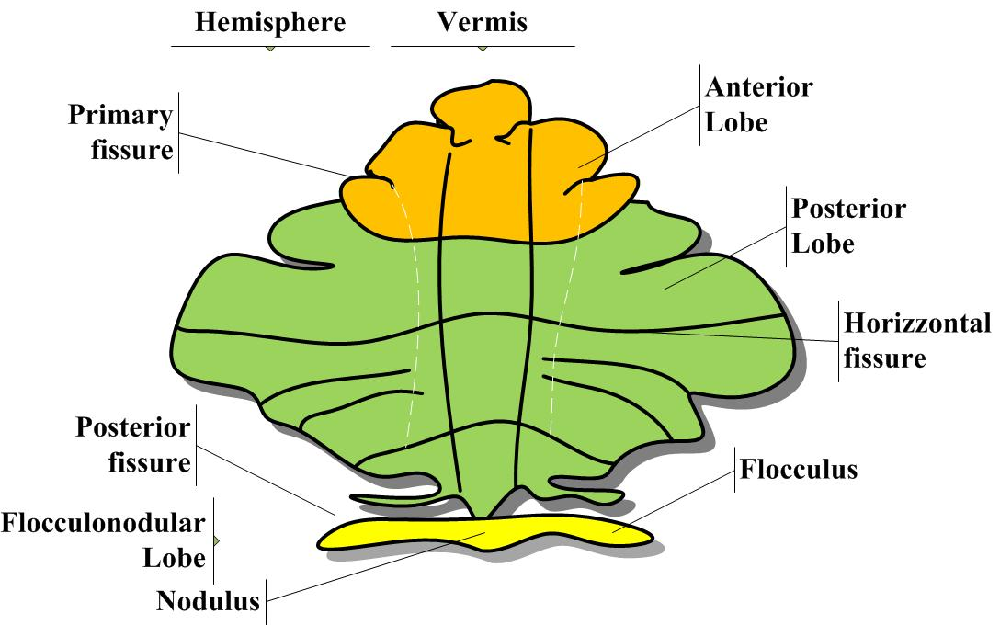 Hemisphere
Vermis
Primary
fissure
Anterior
Lobe
Posterior
Lobe
Horizzontal
fissure
Posterior
fissure
Flocculus
Flocculonodular
Lobe
Nodulus